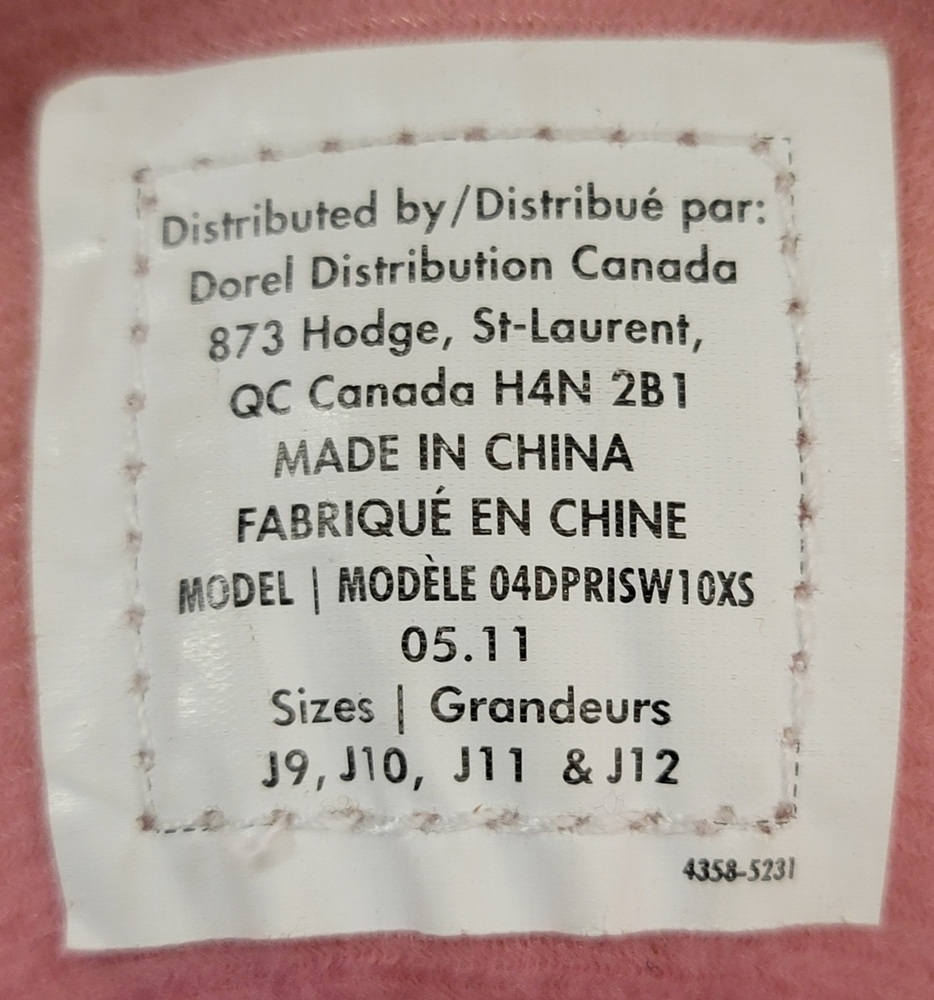 Distributed by/Distribué par:
Dorel Distribution Canada
873 Hodge, St-Laurent,
QC Canada H4N 2B1
MADE IN CHINA
FABRIQUÉ EN CHINE
MODEL | MODÈLE 04DPRISW10XS
05.11
Sizes | Grandeurs
J9, J10, J11 & J12
4358-5231